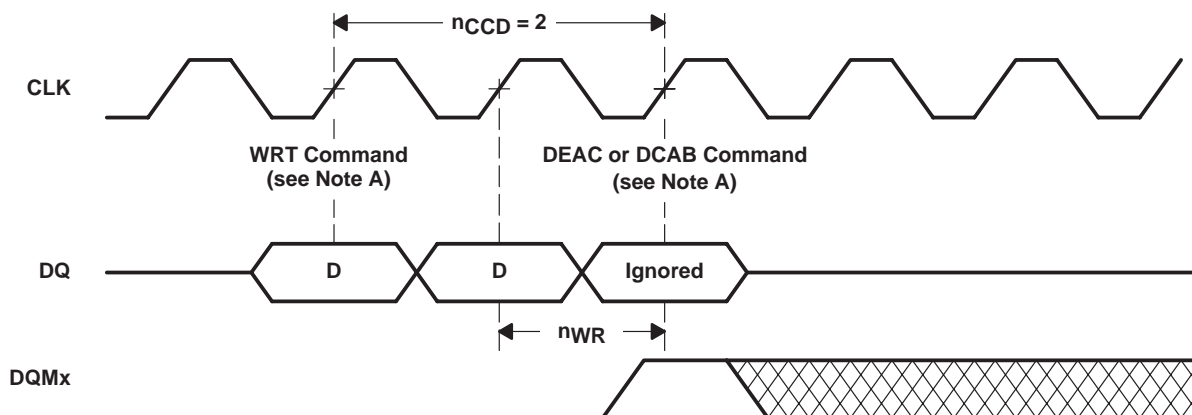 nCCD = 2
CLK
WRT Command
(see Note A)
DEAC or DCAB Command
(see Note A)
DQ
D
D
Ignored
nWR
DQMx